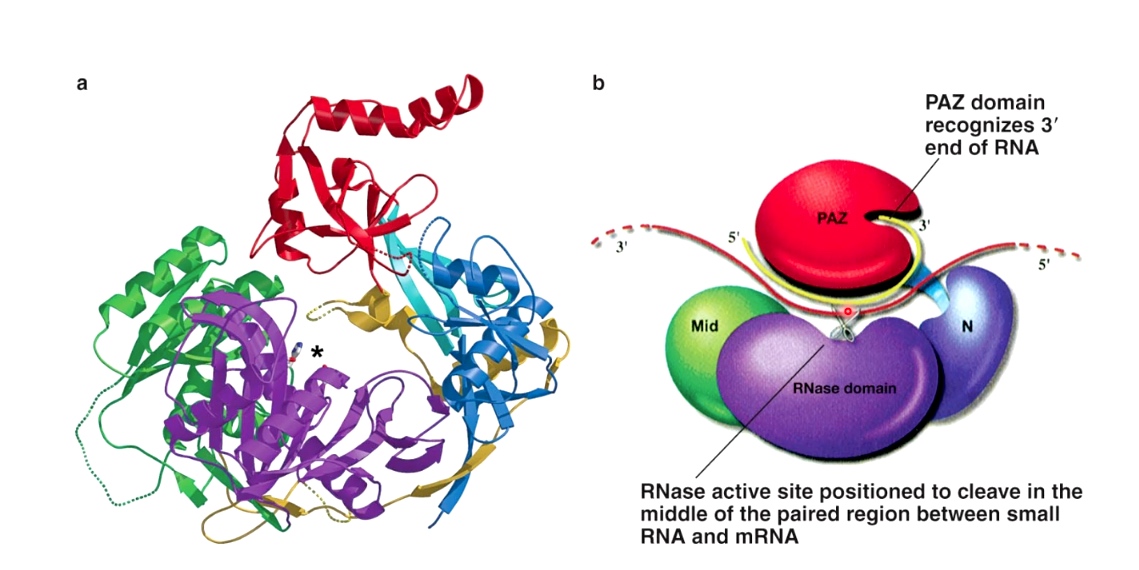 a
b
PAZ domain
recognizes 3′
end of RNA
PAZ
3'
5'
3'
5'
Mid
N
*
RNase domain
RNase active site positioned to cleave in the
middle of the paired region between small
RNA and mRNA